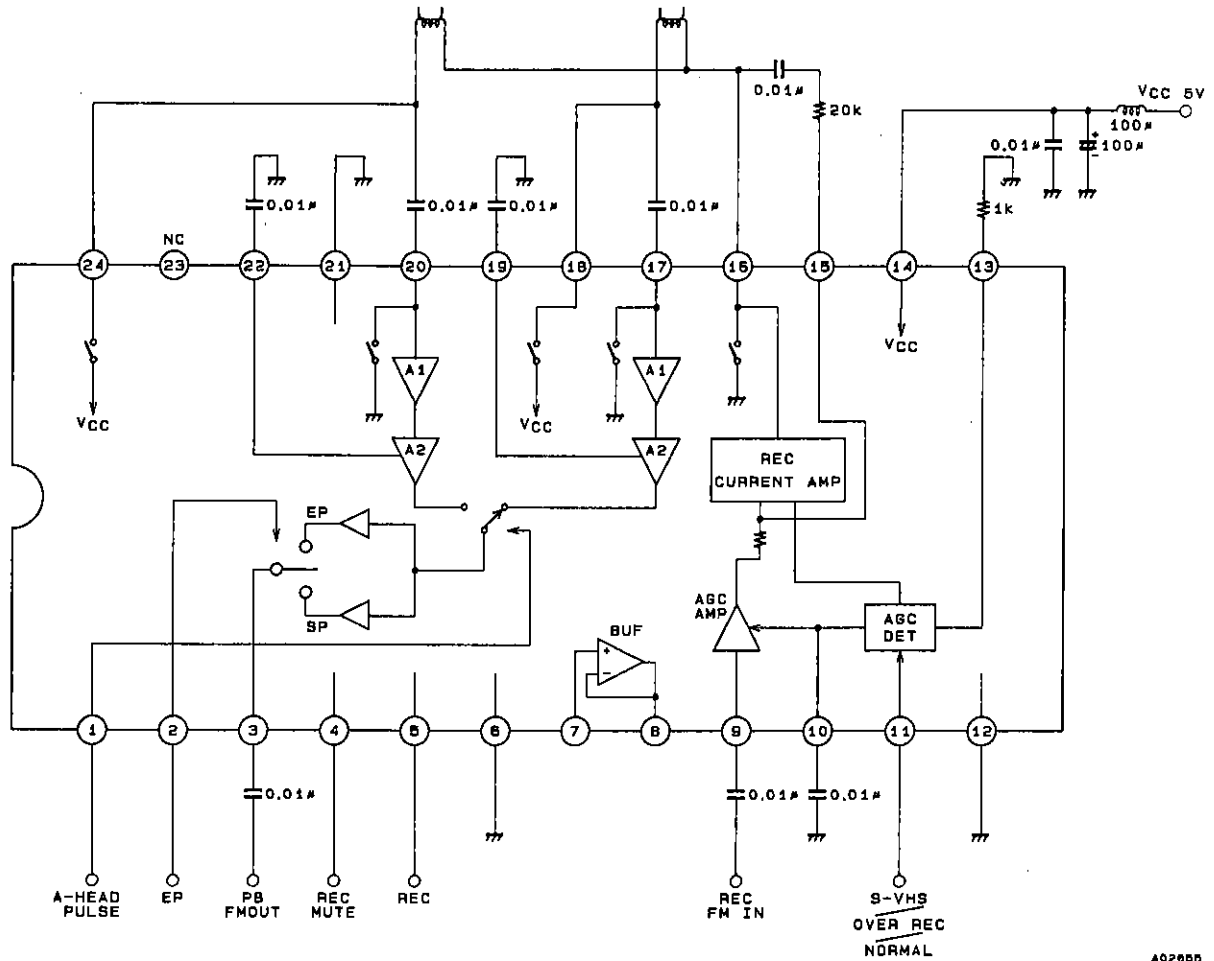 0.01µ
20k
VCC 5V
100µ
0.01µ
100µ
+
-
0.01µ
0.01µ
0.01µ
0.01µ
1k
NC
24
23
22
21
20
19
18
17
16
15
14
13
A1
A1
VCC
VCC
VCC
A2
A2
REC
CURRENT AMP
EP
SP
AGC
AMP
AGC
DET
BUF
+
-
1
2
3
4
5
6
7
8
9
10
11
12
0.01µ
0.01µ
0.01µ
A-HEAD
PULSE
EP
PB
FMOUT
REC
MUTE
REC
REC
FM IN
S-VHS
OVER REC
NORMAL
A02655